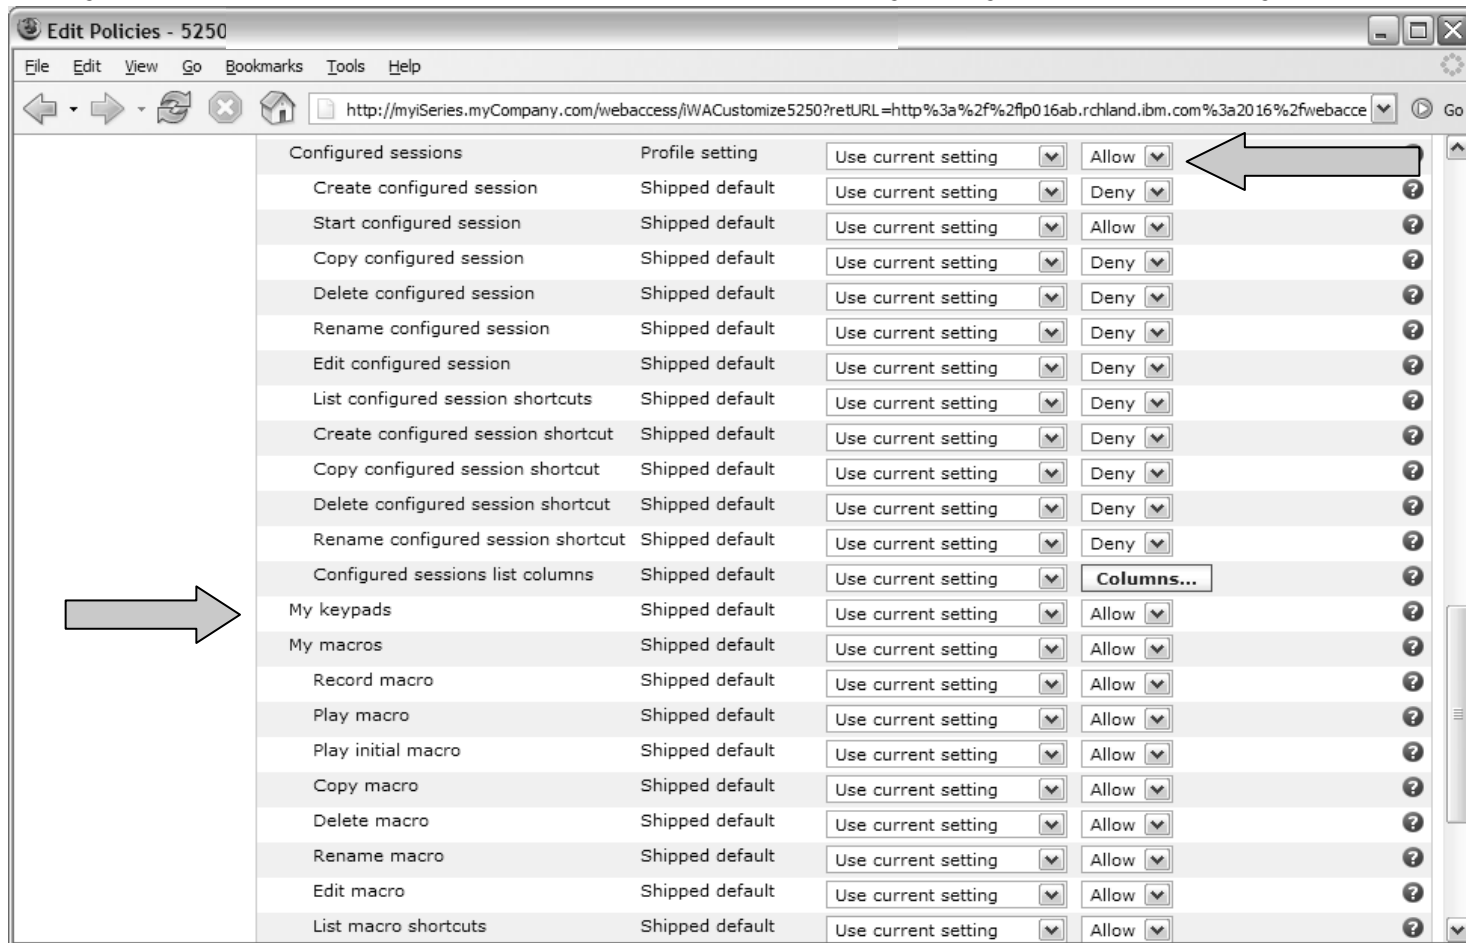 Edit Policies - 5250
File Edit View Go Bookmarks Tools Help
http://myiSeries.myCompany.com/webaccess/iWACustomize5250?retURL=http%3a%2f%2flp016ab.rchland.ibm.com%3a2016%2fwebacce Go
Configured sessions Profile setting Use current setting Allow
Create configured session Shipped default Use current setting Deny ?
Start configured session Shipped default Use current setting Allow ?
Copy configured session Shipped default Use current setting Deny ?
Delete configured session Shipped default Use current setting Deny ?
Rename configured session Shipped default Use current setting Deny ?
Edit configured session Shipped default Use current setting Deny ?
List configured session shortcuts Shipped default Use current setting Deny ?
Create configured session shortcut Shipped default Use current setting Deny ?
Copy configured session shortcut Shipped default Use current setting Deny ?
Delete configured session shortcut Shipped default Use current setting Deny ?
Rename configured session shortcut Shipped default Use current setting Deny ?
Configured sessions list columns Shipped default Use current setting Columns... ?
My keypads Shipped default Use current setting Allow ?
My macros Shipped default Use current setting Allow ?
Record macro Shipped default Use current setting Allow ?
Play macro Shipped default Use current setting Allow ?
Play initial macro Shipped default Use current setting Allow ?
Copy macro Shipped default Use current setting Allow ?
Delete macro Shipped default Use current setting Allow ?
Rename macro Shipped default Use current setting Allow ?
Edit macro Shipped default Use current setting Allow ?
List macro shortcuts Shipped default Use current setting Allow ?